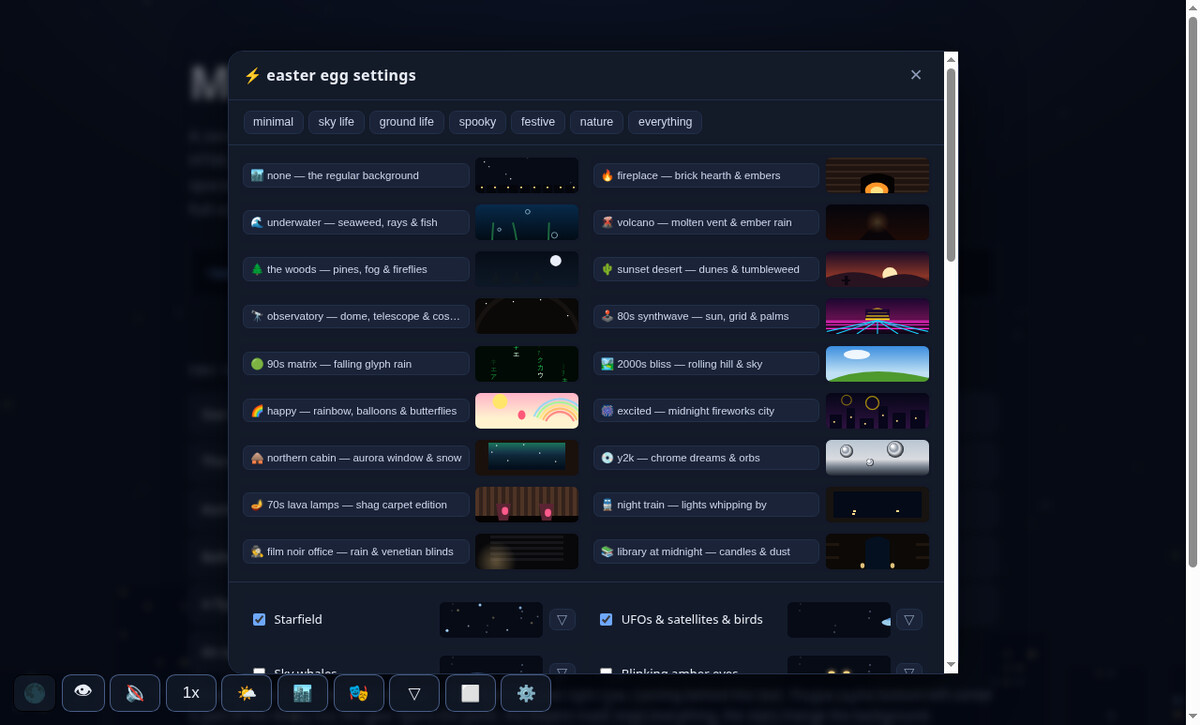 ⚡ easter egg settings ✕
minimal sky life ground life spooky festive nature everything
🏙️ none — the regular background
🔥 fireplace — brick hearth & embers
🌊 underwater — seaweed, rays & fish
🌋 volcano — molten vent & ember rain
🌲 the woods — pines, fog & fireflies
🌵 sunset desert — dunes & tumbleweed
🔭 observatory — dome, telescope & cos…
🕹️ 80s synthwave — sun, grid & palms
🟢 90s matrix — falling glyph rain
🏞️ 2000s bliss — rolling hill & sky
🌈 happy — rainbow, balloons & butterflies
🎆 excited — midnight fireworks city
🛖 northern cabin — aurora window & snow
💿 y2k — chrome dreams & orbs
🪔 70s lava lamps — shag carpet edition
🚆 night train — lights whipping by
🕵️ film noir office — rain & venetian blinds
📚 library at midnight — candles & dust
Starfield ▽
UFOs & satellites & birds ▽
Sky whales ▽
Blinking amber eyes ▽
1x ▽